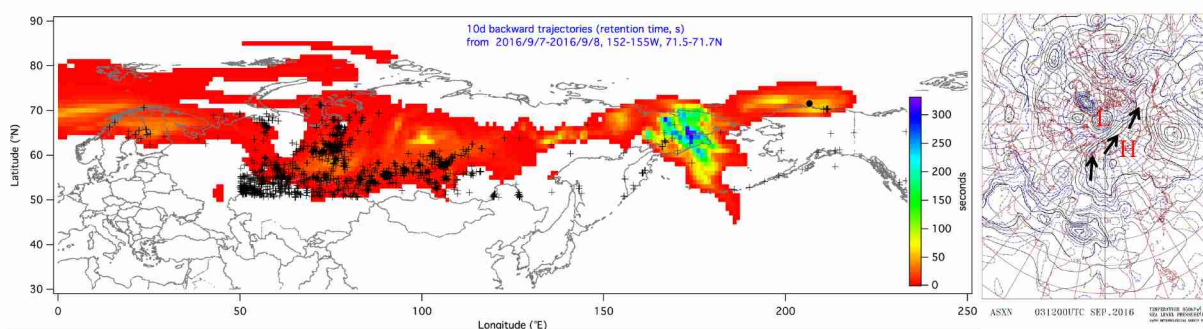 10d backward trajectories (retention time, s)
from 2016/9/7-2016/9/8, 152-155W, 71.5-71.7N
90
80
70
60
50
40
30
Latitude (°N)
0
50
100
150
200
250
Longitude (°E)
300
250
200
150
100
50
0
seconds
H
ASXN 031200UTC SEP.2016